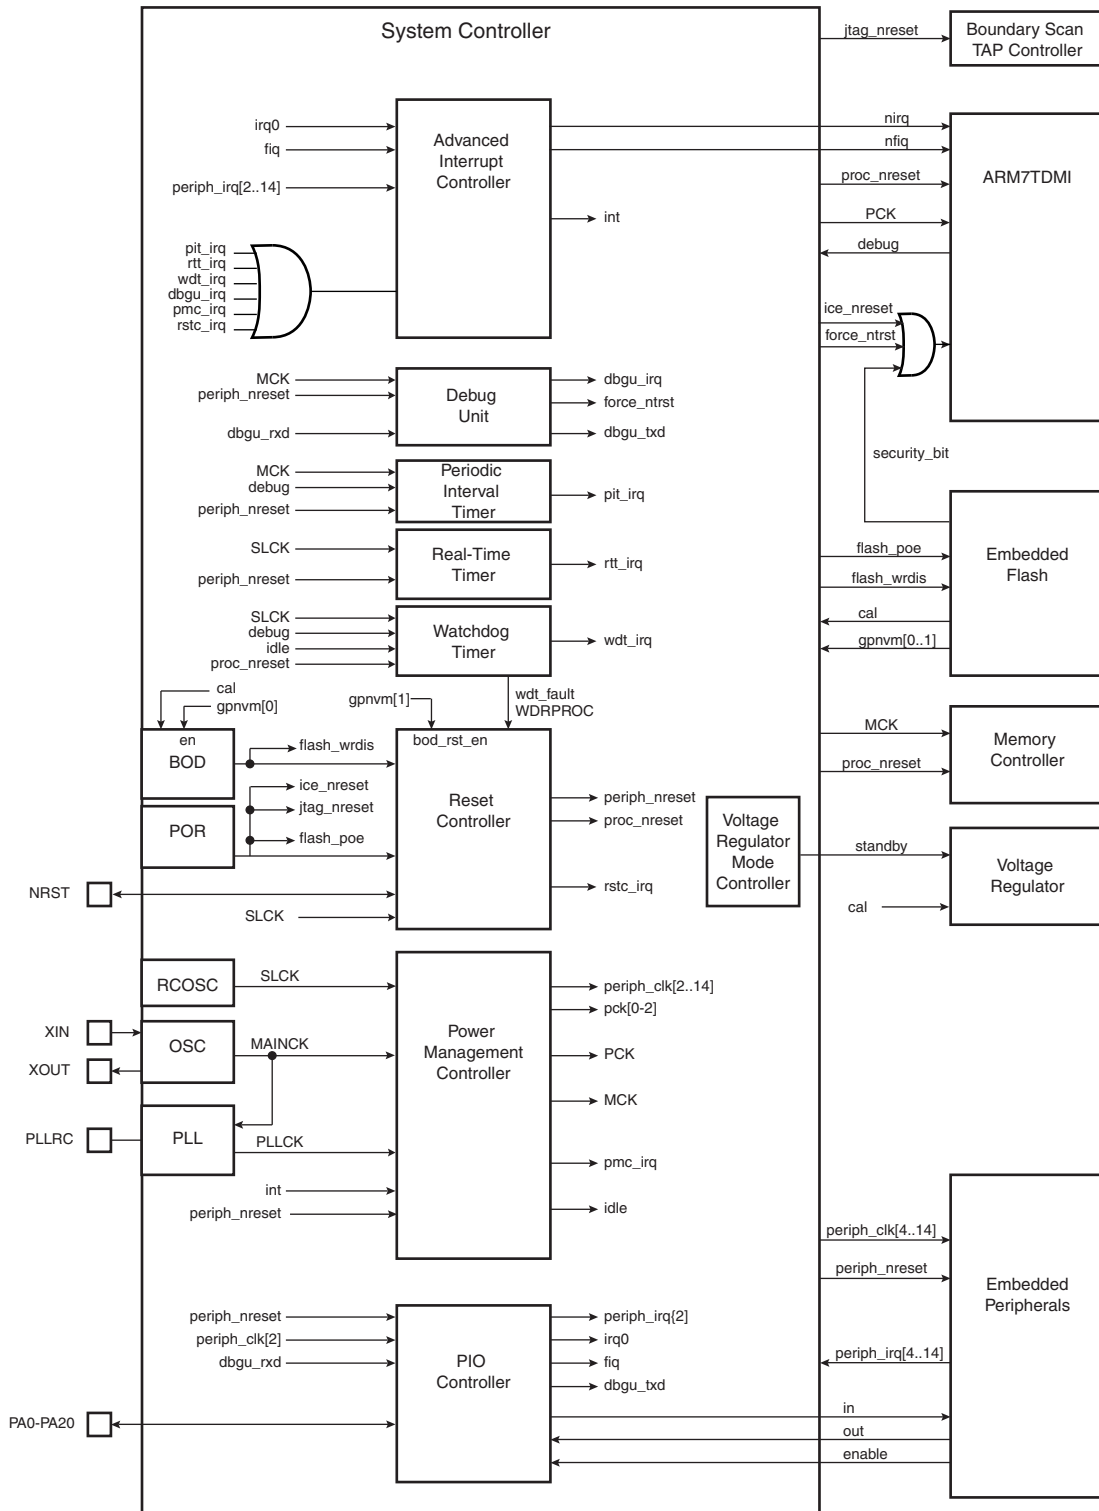 System Controller
jtag_nreset
Boundary Scan
TAP Controller
irq0
fiq
periph_irq[2..14]
Advanced
Interrupt
Controller
int
nirq
nfiq
proc_nreset
PCK
debug
ARM7TDMI
pit_irq
rtt_irq
wdt_irq
dbgu_irq
pmc_irq
rstc_irq
ice_nreset
force_ntrst
security_bit
MCK
periph_nreset
dbgu_rxd
Debug
Unit
dbgu_irq
force_ntrst
dbgu_txd
MCK
debug
periph_nreset
Periodic
Interval
Timer
pit_irq
SLCK
periph_nreset
Real-Time
Timer
rtt_irq
flash_poe
flash_wrdis
cal
gpnvm[0..1]
Embedded
Flash
SLCK
debug
idle
proc_nreset
Watchdog
Timer
wdt_irq
cal
gpnvm[0]
gpnvm[1]
wdt_fault
WDRPROC
en
BOD
flash_wrdis
bod_rst_en
Reset
Controller
MCK
proc_nreset
Memory
Controller
POR
ice_nreset
jtag_nreset
flash_poe
periph_nreset
proc_nreset
rstc_irq
Voltage
Regulator
Mode
Controller
standby
cal
Voltage
Regulator
NRST
SLCK
RCOSC
SLCK
XIN
XOUT
OSC
MAINCK
PLLRC
PLL
PLLCK
int
periph_nreset
Power
Management
Controller
periph_clk[2..14]
pck[0-2]
PCK
MCK
pmc_irq
idle
periph_clk[4..14]
periph_nreset
periph_irq[4..14]
Embedded
Peripherals
periph_nreset
periph_clk[2]
dbgu_rxd
PIO
Controller
periph_irq{2]
irq0
fiq
dbgu_txd
PA0-PA20
in
out
enable